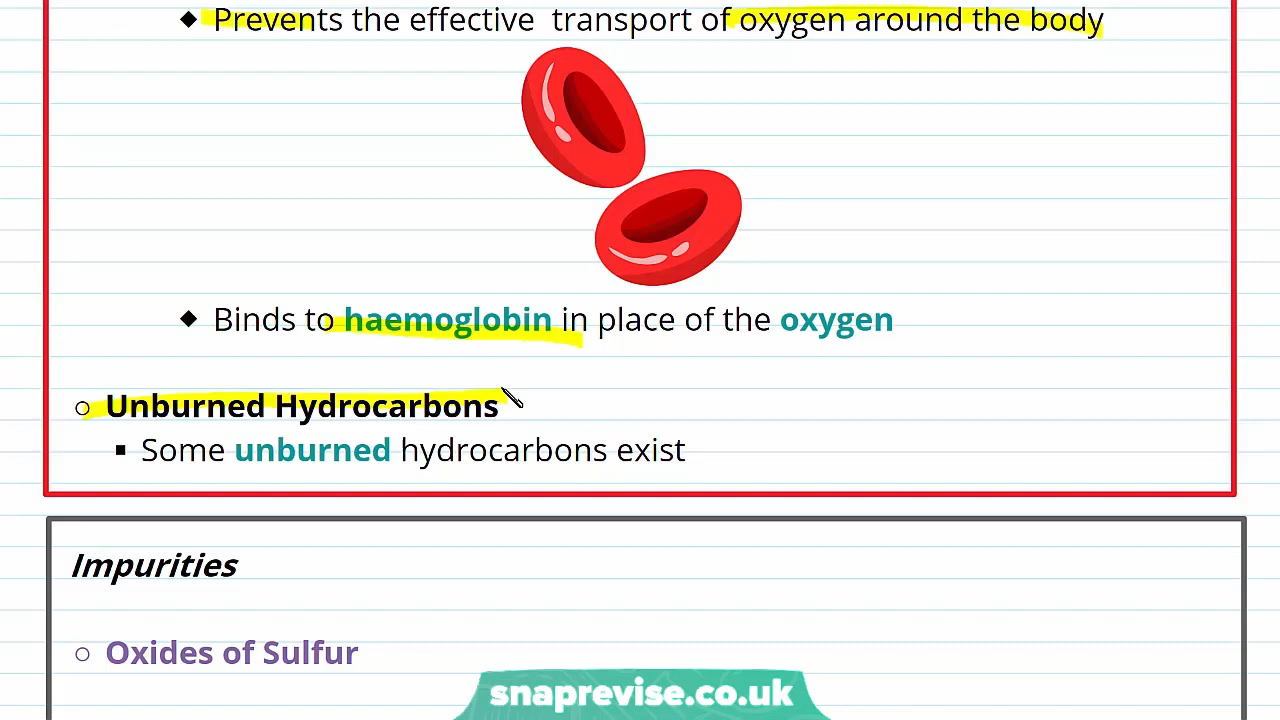 Prevents the effective transport of oxygen around the body
Binds to haemoglobin in place of the oxygen
Unburned Hydrocarbons
Some unburned hydrocarbons exist
Impurities
Oxides of Sulfur
snaprevise.co.uk